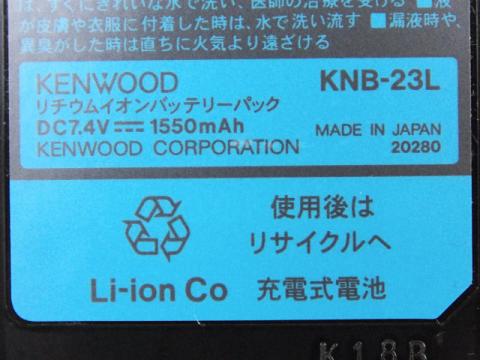 は、すぐにきれいな水で洗い、医師の治療を受ける ■液
が皮膚や衣服に付着した時は、水で洗い流す ■漏液時や、
異臭がした時は直ちに火気より遠ざける
KENWOOD KNB-23L
リチウムイオンバッテリーパック
DC7.4V 1550mAh MADE IN JAPAN
KENWOOD CORPORATION 20280
使用後は
リサイクルへ
Li-ion Co 充電式電池
K18B